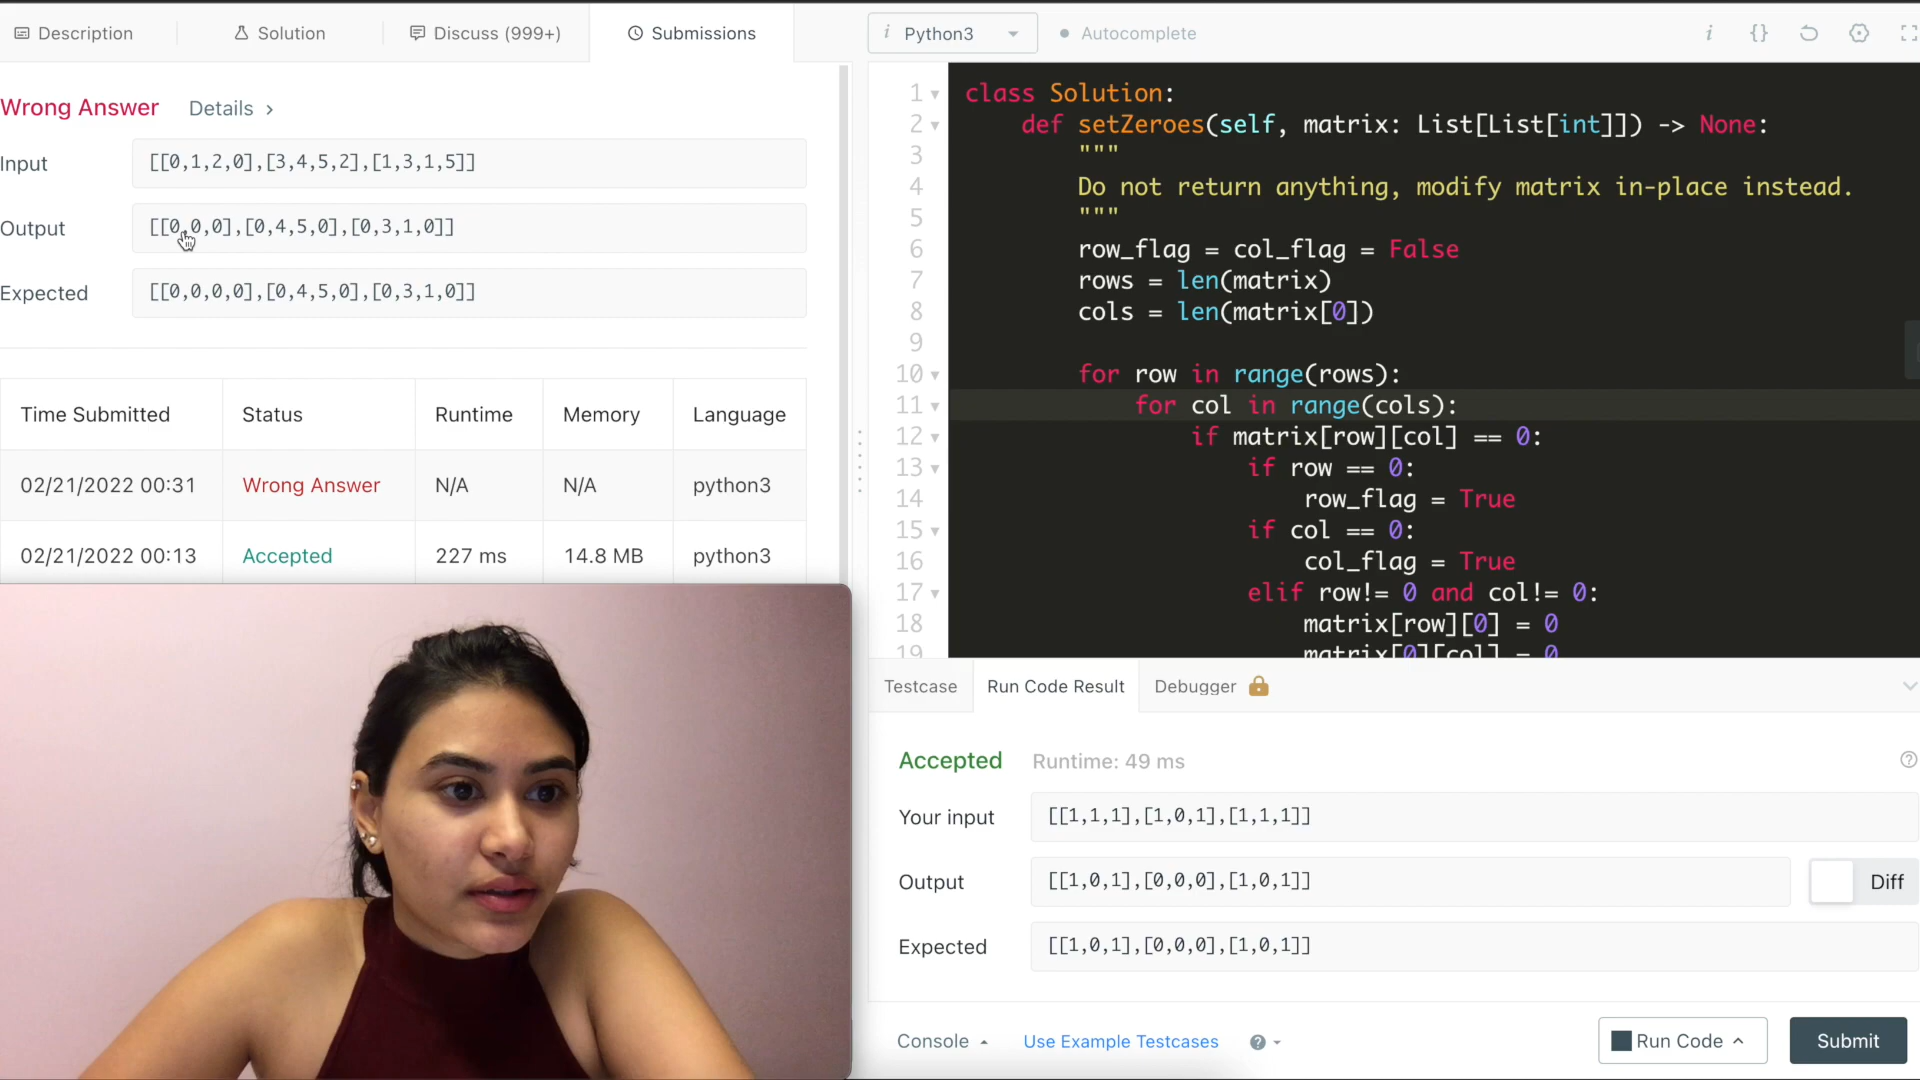 Description
Solution
Discuss (999+)
Submissions
Wrong Answer
Details >
Input
[[0,1,2,0],[3,4,5,2],[1,3,1,5]]
Output
[[0,0,0],[0,4,5,0],[0,3,1,0]]
Expected
[[0,0,0,0],[0,4,5,0],[0,3,1,0]]
Time Submitted Status Runtime Memory Language
02/21/2022 00:31 Wrong Answer N/A N/A python3
02/21/2022 00:13 Accepted 227 ms 14.8 MB python3
i Python3
Autocomplete
i {}
1 class Solution:
2 def setZeroes(self, matrix: List[List[int]]) -> None:
3 """
4 Do not return anything, modify matrix in-place instead.
5 """
6 row_flag = col_flag = False
7 rows = len(matrix)
8 cols = len(matrix[0])
9
10 for row in range(rows):
11 for col in range(cols):
12 if matrix[row][col] == 0:
13 if row == 0:
14 row_flag = True
15 if col == 0:
16 col_flag = True
17 elif row!= 0 and col!= 0:
18 matrix[row][0] = 0
19 matrix[0][col] = 0
Testcase
Run Code Result
Debugger
Accepted Runtime: 49 ms
Your input
[[1,1,1],[1,0,1],[1,1,1]]
Output
[[1,0,1],[0,0,0],[1,0,1]]
Diff
Expected
[[1,0,1],[0,0,0],[1,0,1]]
Console
Use Example Testcases
?
Run Code
Submit